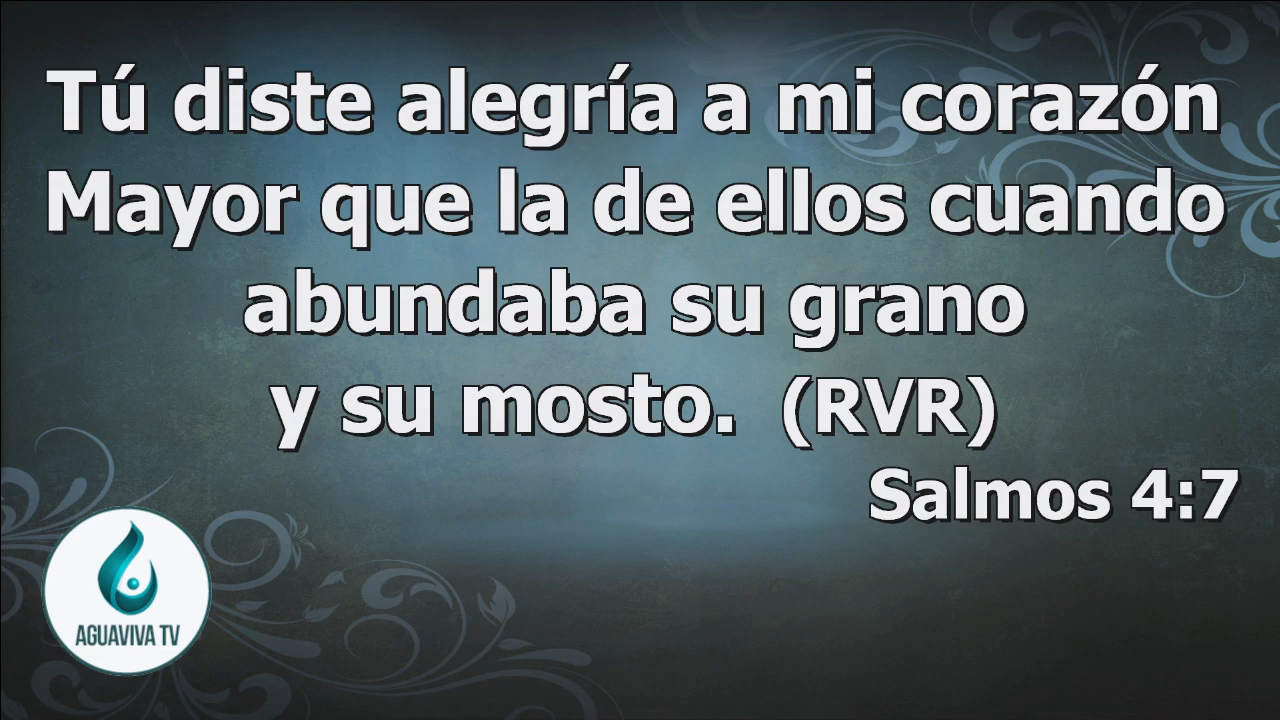 Tú diste alegría a mi corazón
Mayor que la de ellos cuando
abundaba su grano
y su mosto. (RVR)
Salmos 4:7
AGUAVIVA TV